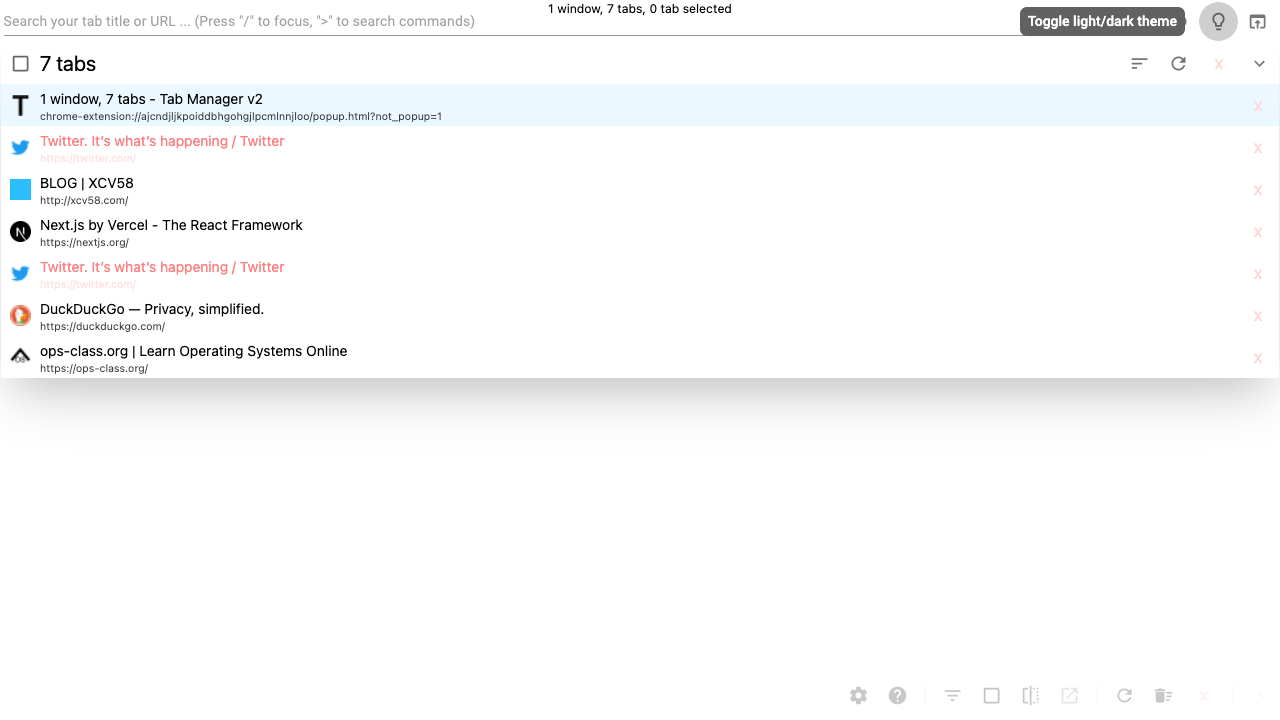 1 window, 7 tabs, 0 tab selected
Search your tab title or URL ... (Press "/" to focus, ">" to search commands)
Toggle light/dark theme
7 tabs
x
1 window, 7 tabs - Tab Manager v2
chrome-extension://ajcndjljkpoiddbhgohgjlpcmlnnjloo/popup.html?not_popup=1
x
Twitter. It's what's happening / Twitter
https://twitter.com/
x
BLOG | XCV58
http://xcv58.com/
x
Next.js by Vercel - The React Framework
https://nextjs.org/
x
Twitter. It's what's happening / Twitter
https://twitter.com/
x
DuckDuckGo — Privacy, simplified.
https://duckduckgo.com/
x
ops-class.org | Learn Operating Systems Online
https://ops-class.org/
x
x